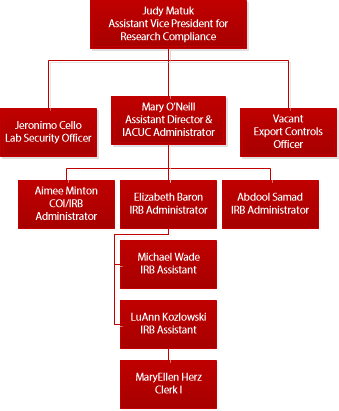 Judy Matuk
Assistant Vice President for
Research Compliance
Jeronimo Cello
Lab Security Officer
Mary O'Neill
Assistant Director &
IACUC Administrator
Vacant
Export Controls
Officer
Aimee Minton
COI/IRB
Administrator
Elizabeth Baron
IRB Administrator
Abdool Samad
IRB Administrator
Michael Wade
IRB Assistant
LuAnn Kozlowski
IRB Assistant
MaryEllen Herz
Clerk I